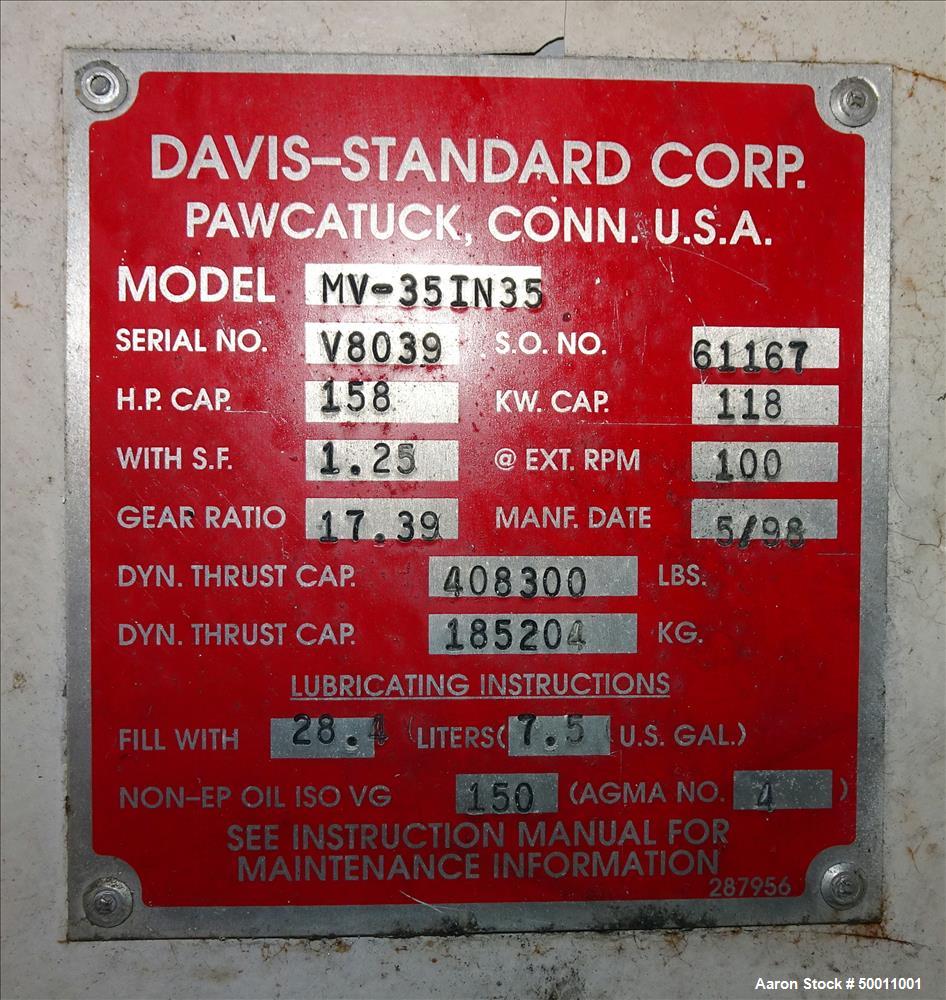 DAVIS-STANDARD CORP.
PAWCATUCK, CONN. U.S.A.
MODEL MV-35IN35
SERIAL NO. V8039 S.O. NO. 61167
H.P. CAP. 158 KW. CAP. 118
WITH S.F. 1.25 @ EXT. RPM 100
GEAR RATIO 17.39 MANF. DATE 5/98
DYN. THRUST CAP. 408300 LBS.
DYN. THRUST CAP. 185204 KG.
LUBRICATING INSTRUCTIONS
FILL WITH 28.4 LITERS( 7.5 U.S. GAL.)
NON-EP OIL ISO VG 150 (AGMA NO. 4 )
SEE INSTRUCTION MANUAL FOR
MAINTENANCE INFORMATION
287956
Aaron Stock # 50011001